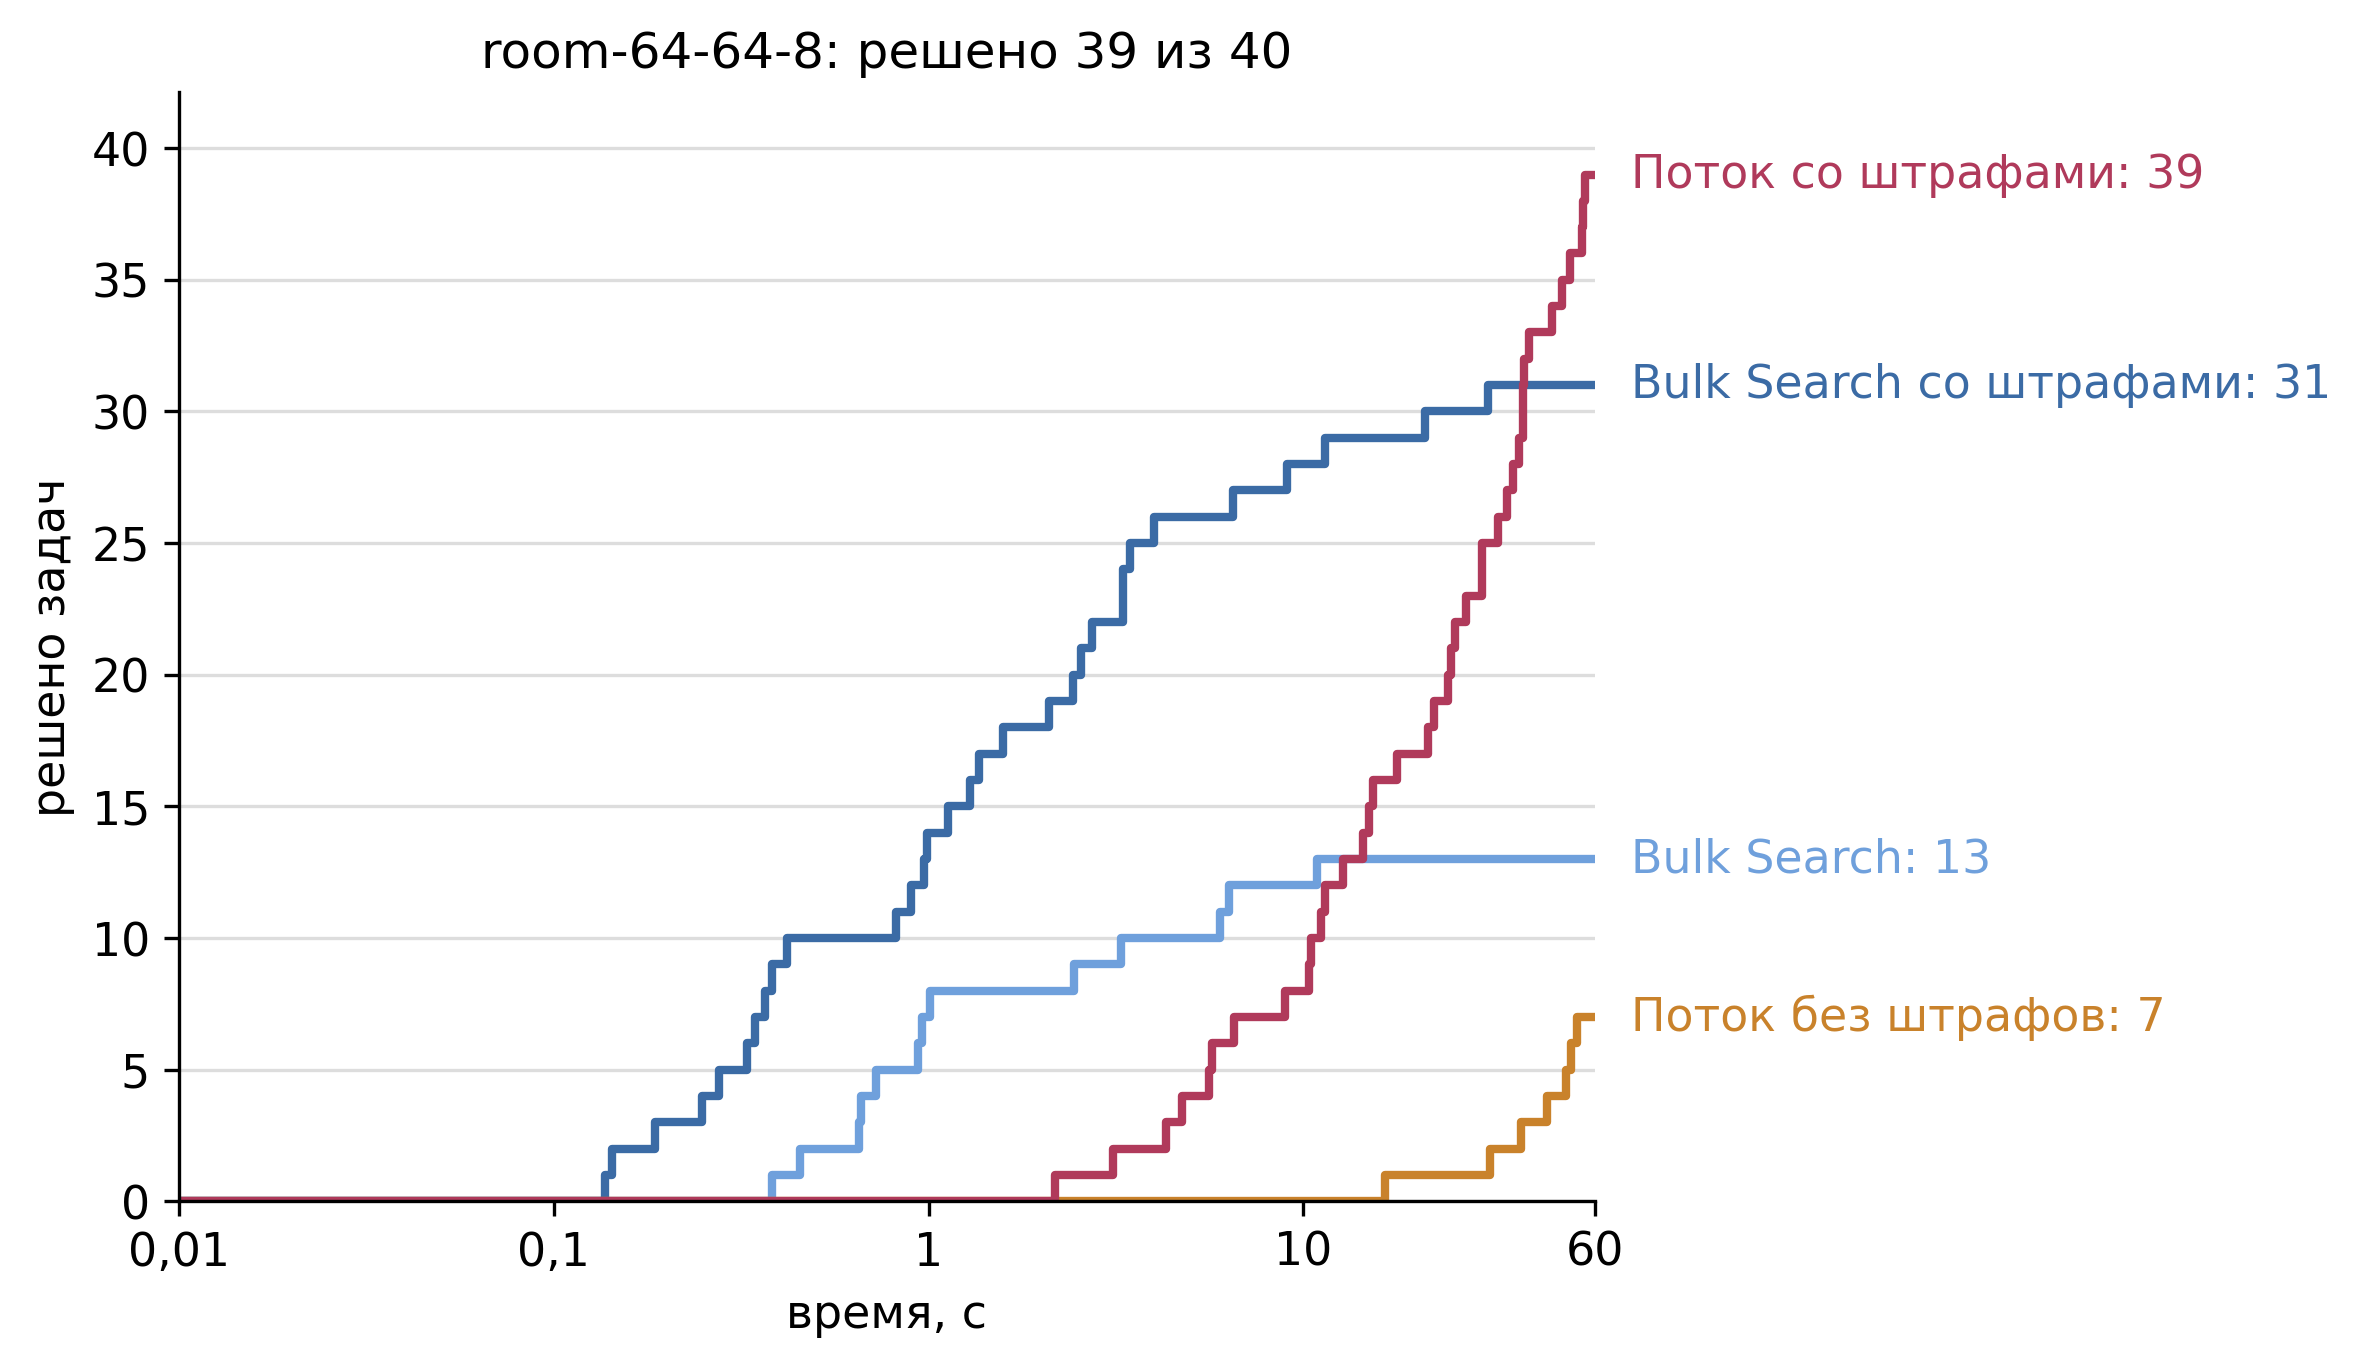 room-64-64-8: решено 39 из 40
40
35
30
25
20
15
10
5
0
решено задач
0,01
0,1
1
10
60
время, с
Поток со штрафами: 39
Bulk Search со штрафами: 31
Bulk Search: 13
Поток без штрафов: 7